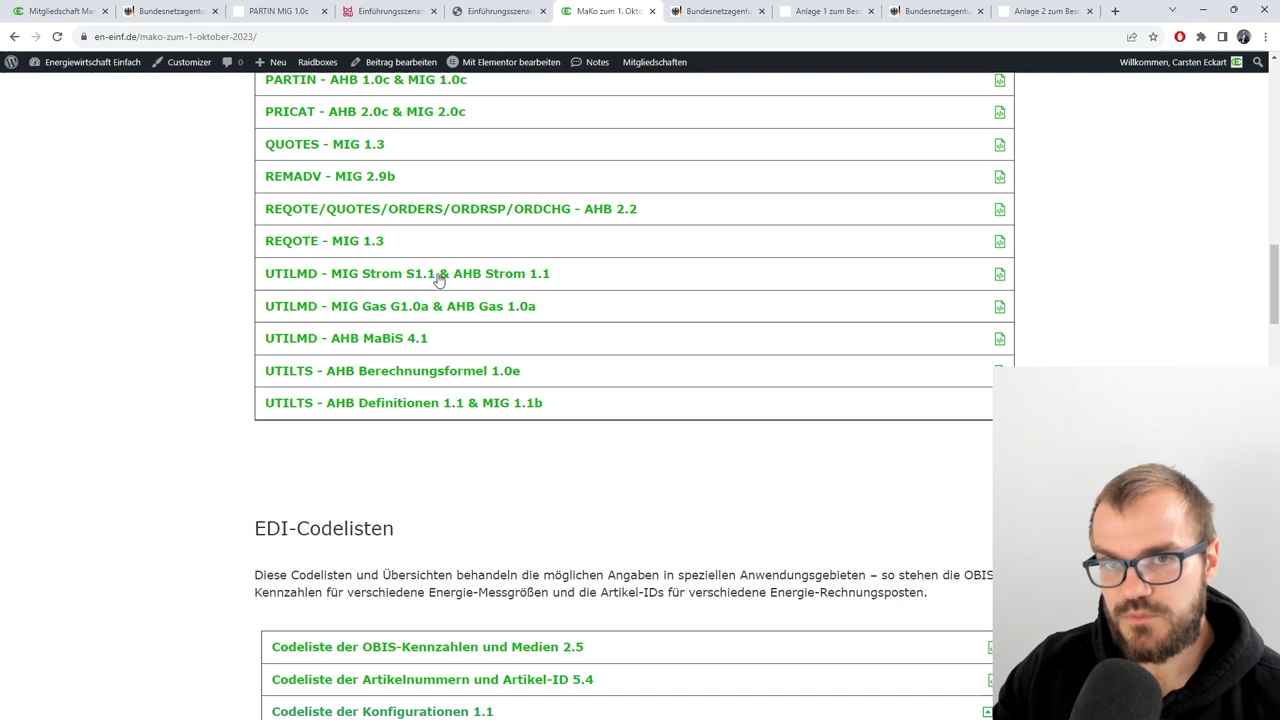 Mitgliedschaft Mar
Bundesnetzagentu
PARTIN MIG 1.0c
Einführungsszenar
Einführungsszenar
MaKo zum 1. Okto
Bundesnetzagentu
Anlage 1 zum Besc
Bundesnetzagentu
Anlage 2 zum Besc
en-einf.de/mako-zum-1-oktober-2023/
Energiewirtschaft Einfach
Customizer
0
Neu
Raidboxes
Beitrag bearbeiten
Mit Elementor bearbeiten
Notes
Mitgliedschaften
Willkommen, Carsten Eckart
PARTIN - AHB 1.0c & MIG 1.0c
PRICAT - AHB 2.0c & MIG 2.0c
QUOTES - MIG 1.3
REMADV - MIG 2.9b
REQOTE/QUOTES/ORDERS/ORDRSP/ORDCHG - AHB 2.2
REQOTE - MIG 1.3
UTILMD - MIG Strom S1.1 & AHB Strom 1.1
UTILMD - MIG Gas G1.0a & AHB Gas 1.0a
UTILMD - AHB MaBiS 4.1
UTILTS - AHB Berechnungsformel 1.0e
UTILTS - AHB Definitionen 1.1 & MIG 1.1b
EDI-Codelisten
Diese Codelisten und Übersichten behandeln die möglichen Angaben in speziellen Anwendungsgebieten – so stehen die OBIS
Kennzahlen für verschiedene Energie-Messgrößen und die Artikel-IDs für verschiedene Energie-Rechnungsposten.
Codeliste der OBIS-Kennzahlen und Medien 2.5
Codeliste der Artikelnummern und Artikel-ID 5.4
Codeliste der Konfigurationen 1.1